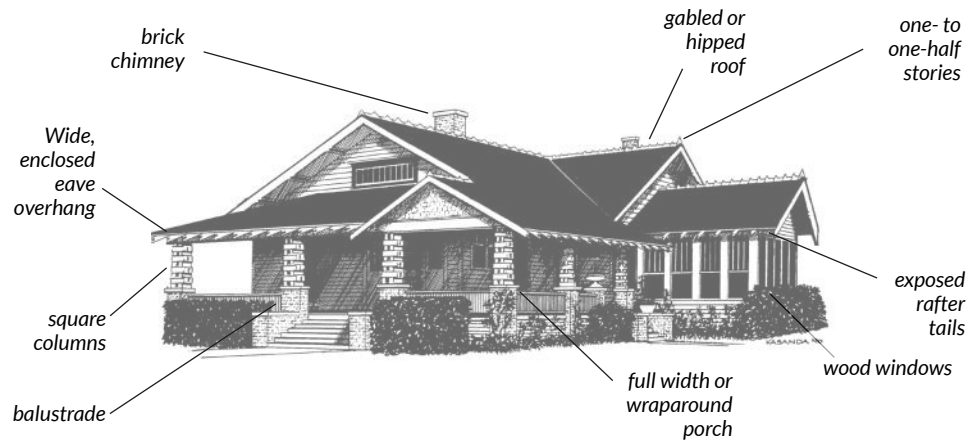 brick
chimney
gabled or
hipped
roof
one- to
one-half
stories
Wide,
enclosed
eave
overhang
square
columns
balustrade
exposed
rafter
tails
wood windows
full width or
wraparound
porch
KASANDA